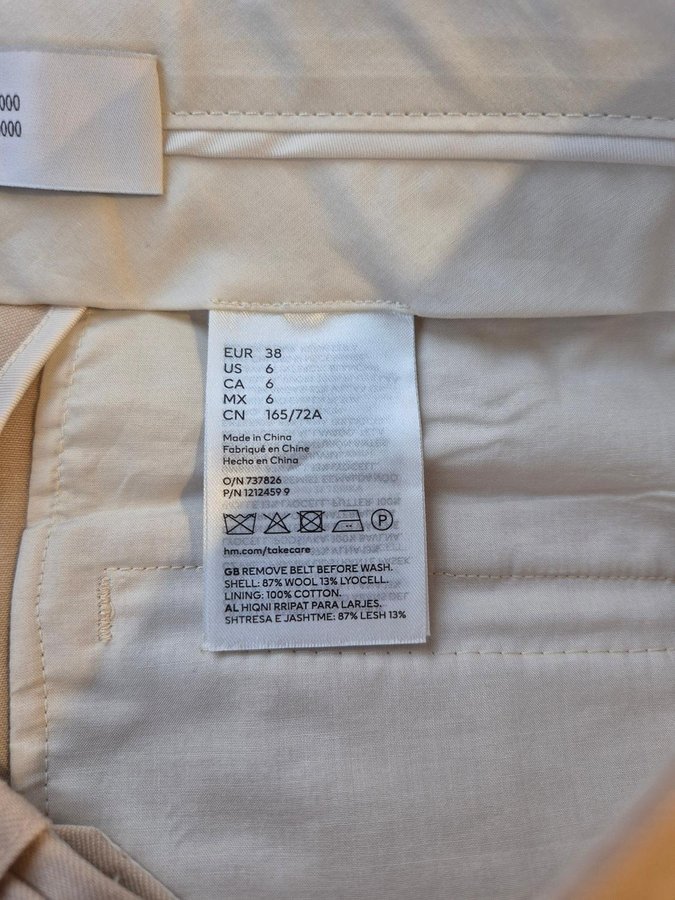 000
000
EUR 38
US 6
CA 6
MX 6
CN 165/72A
Made in China
Fabriqué en Chine
Hecho en China
O/N 737826
P/N 1212459 9
P
hm.com/takecare
GB REMOVE BELT BEFORE WASH.
SHELL: 87% WOOL 13% LYOCELL.
LINING: 100% COTTON.
AL HIQNI RRIPAT PARA LARJES.
SHTRESA E JASHTME: 87% LESH 13%